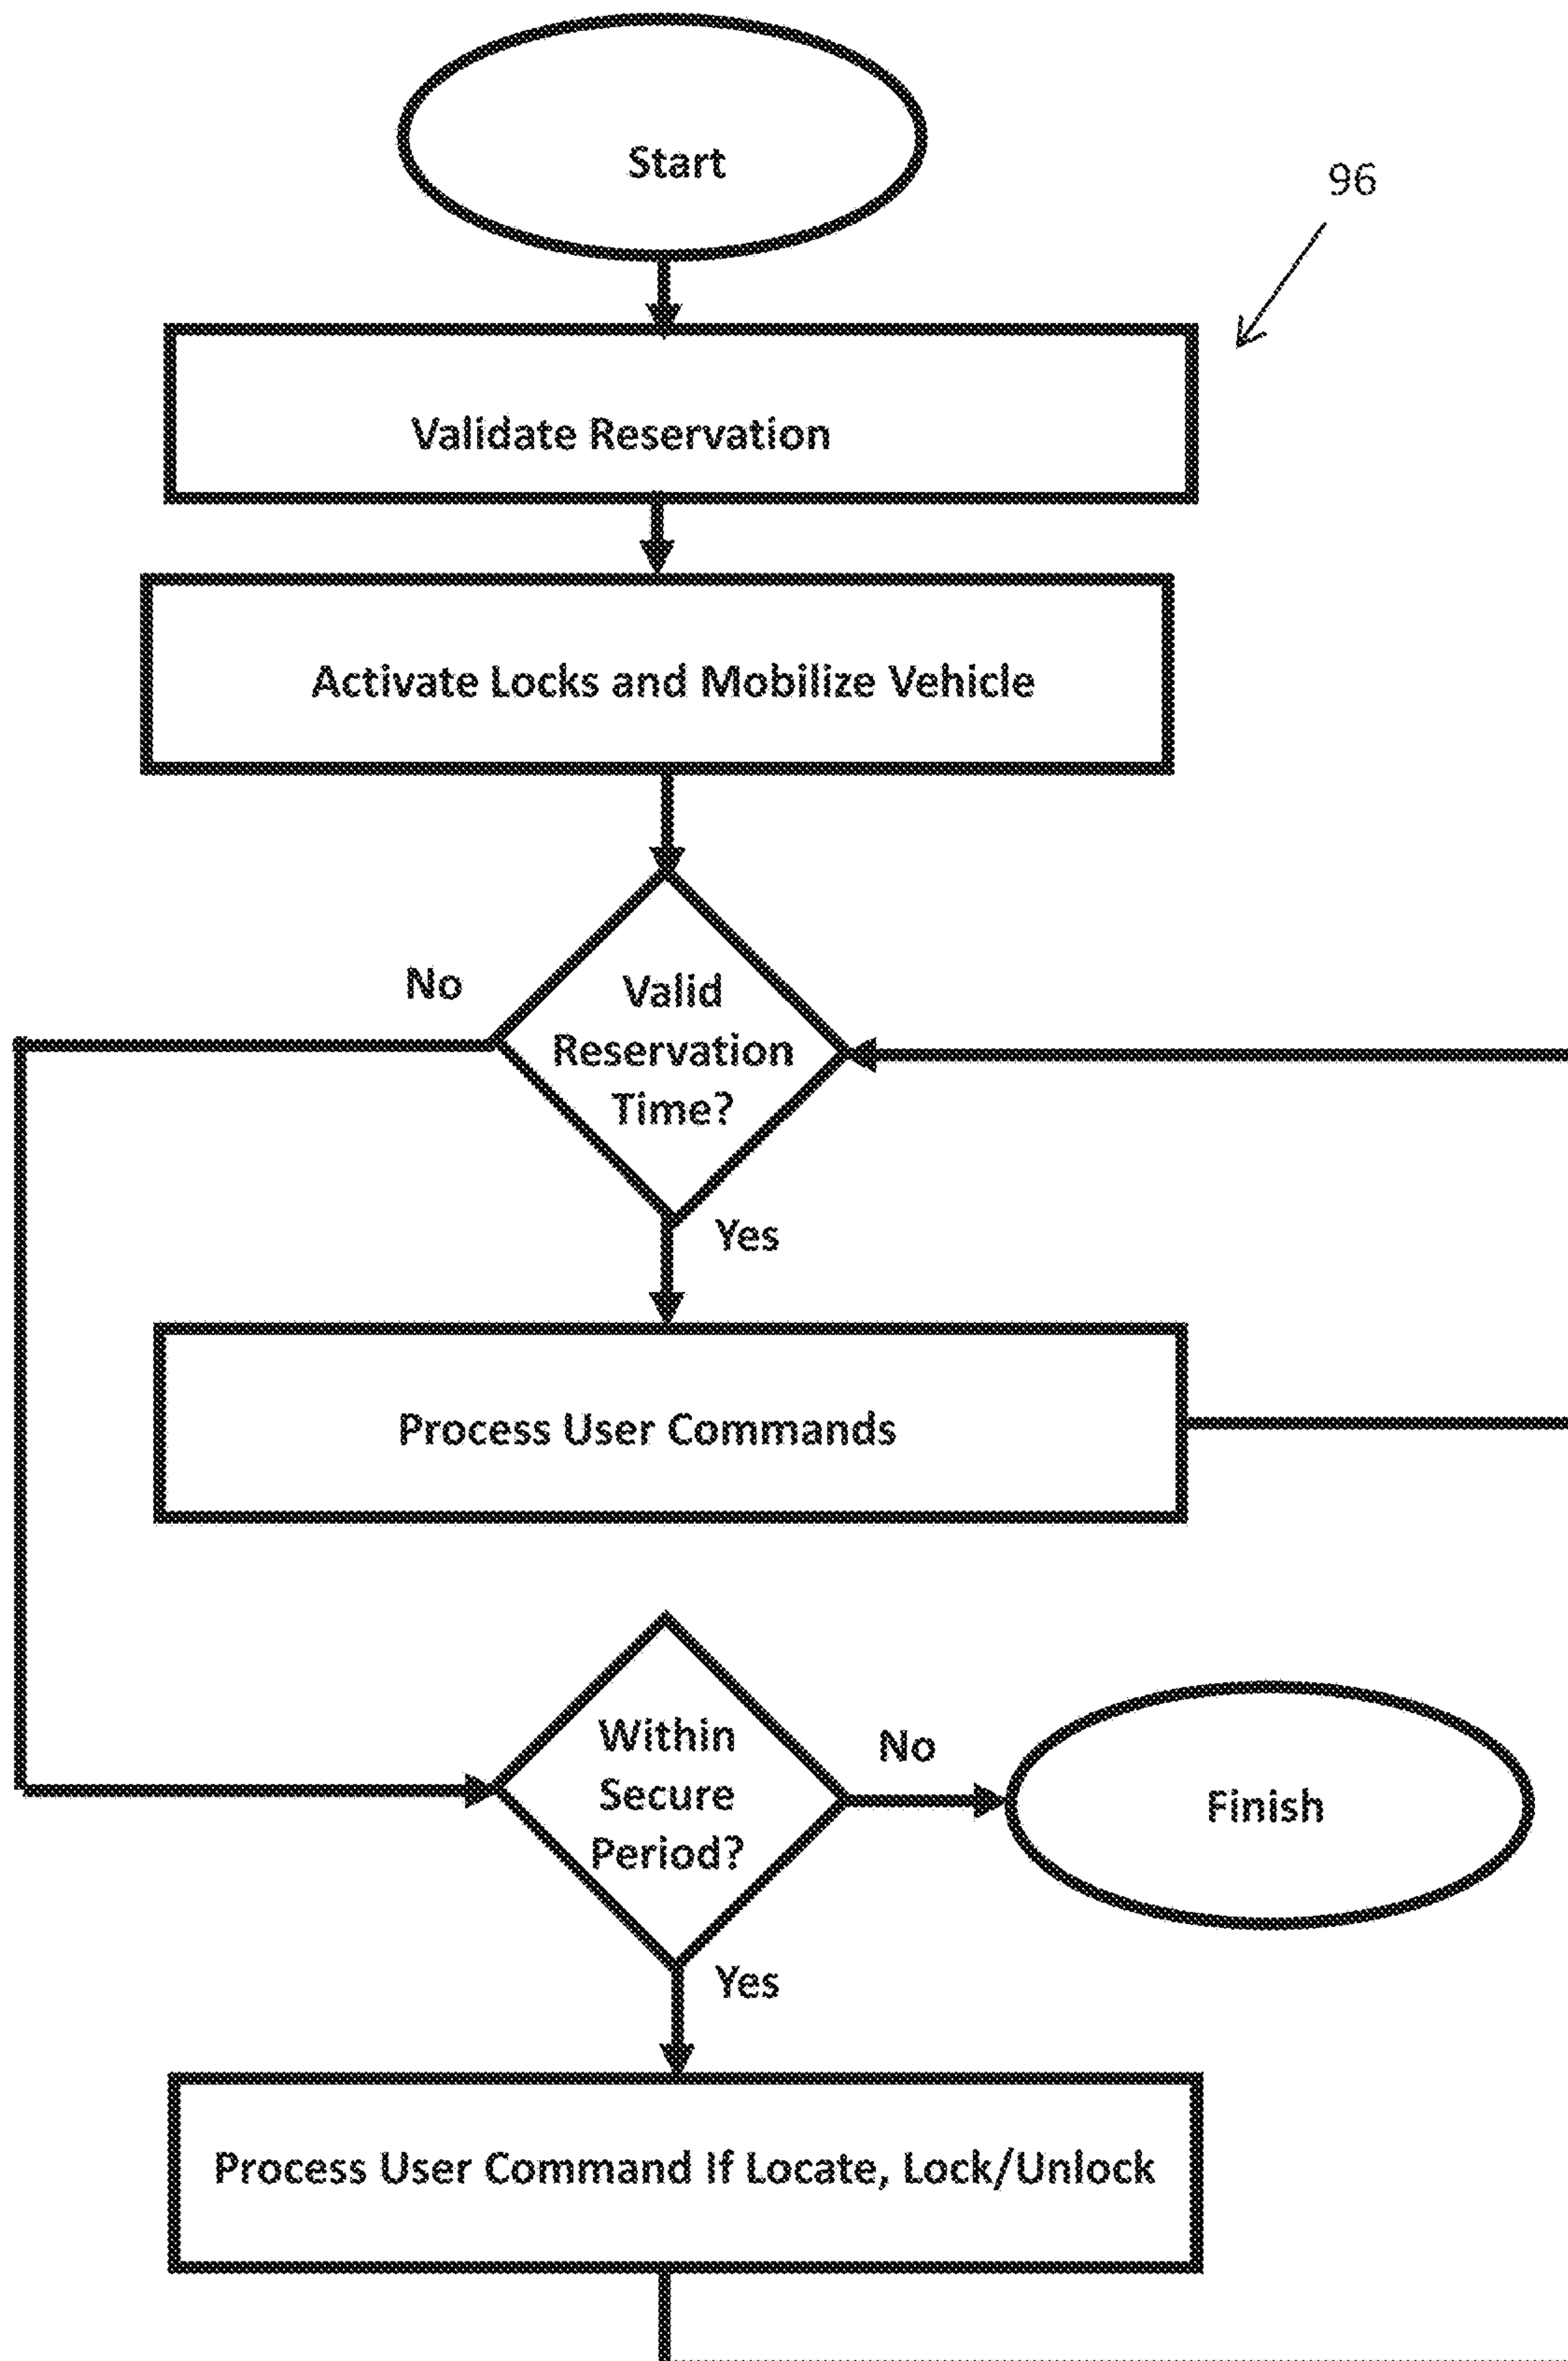 Start
96
Validate Reservation
Activate Locks and Mobilize Vehicle
No
Valid
Reservation
Time?
Yes
Process User Commands
Within
Secure
Period?
No
Finish
Yes
Process User Command If Locate, Lock/Unlock